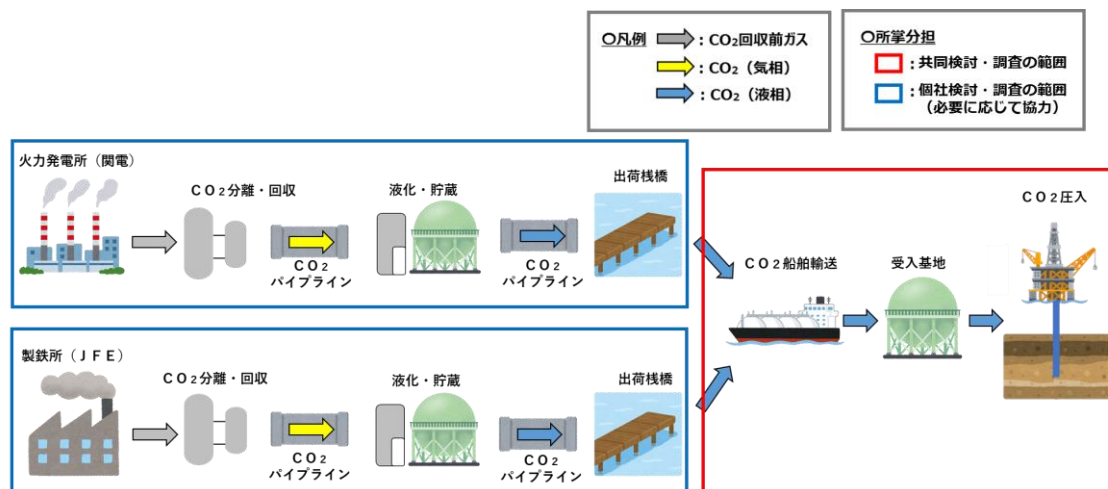 〇凡例
：CO₂回収前ガス
：CO₂（気相）
：CO₂（液相）
〇所掌分担
：共同検討・調査の範囲
：個社検討・調査の範囲
（必要に応じて協力）
火力発電所（関電）
ＣＯ２分離・回収
ＣＯ２
パイプライン
液化・貯蔵
ＣＯ２
パイプライン
出荷桟橋
製鉄所（ＪＦＥ）
ＣＯ２分離・回収
ＣＯ２
パイプライン
液化・貯蔵
ＣＯ２
パイプライン
出荷桟橋
ＣＯ２船舶輸送
受入基地
ＣＯ２圧入